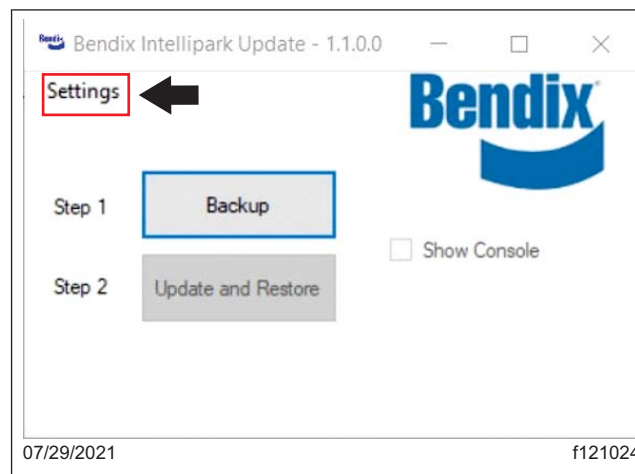 Bendix Bendix Intellipark Update - 1.1.0.0
Settings
Bendix
Step 1 Backup
Show Console
Step 2 Update and Restore
07/29/2021 f121024